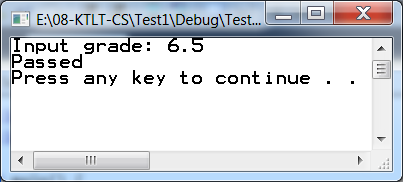 E:\08-KTLT-CS\Test1\Debug\Test...
Input grade: 6.5
Passed
Press any key to continue . .